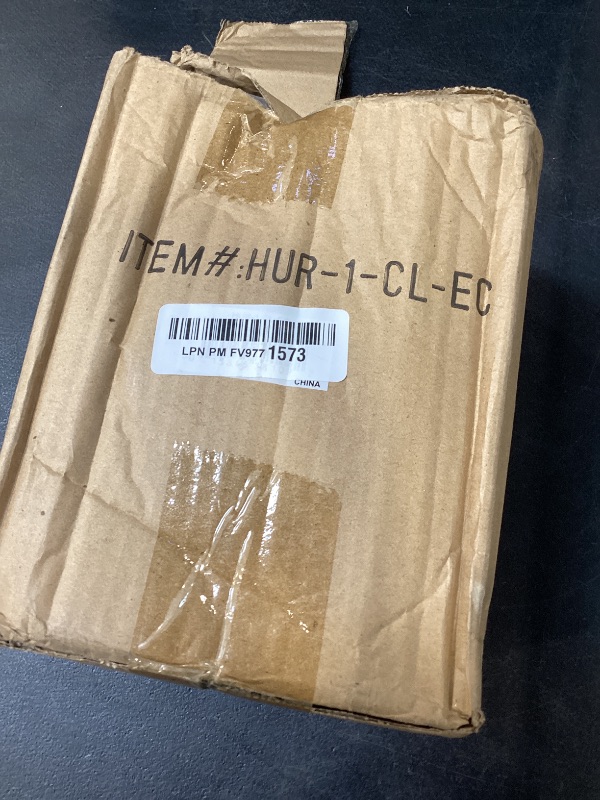 ITEM#:HUR-1-CL-EC
LPN PM FV977 1573
CHINA